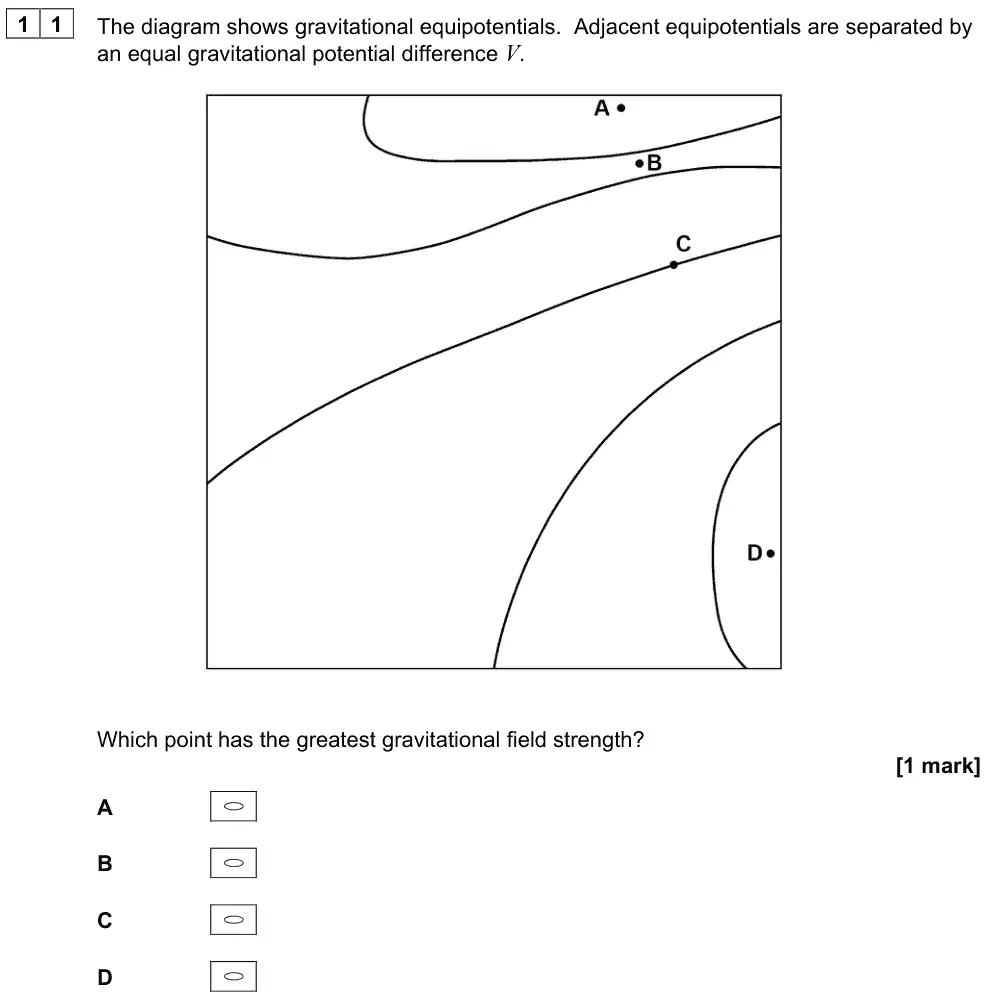 1 1 The diagram shows gravitational equipotentials. Adjacent equipotentials are separated by
an equal gravitational potential difference V.
A
B
C
D
Which point has the greatest gravitational field strength?
[1 mark]
A
B
C
D